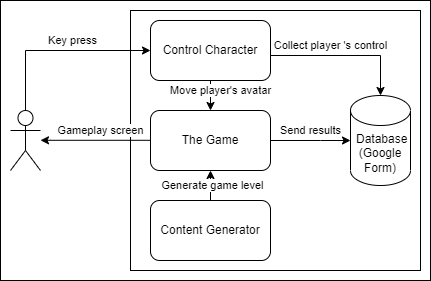 Key press
Control Character
Collect player 's control
Move player's avatar
Gameplay screen
The Game
Send results
Database
(Google
Form)
Generate game level
Content Generator